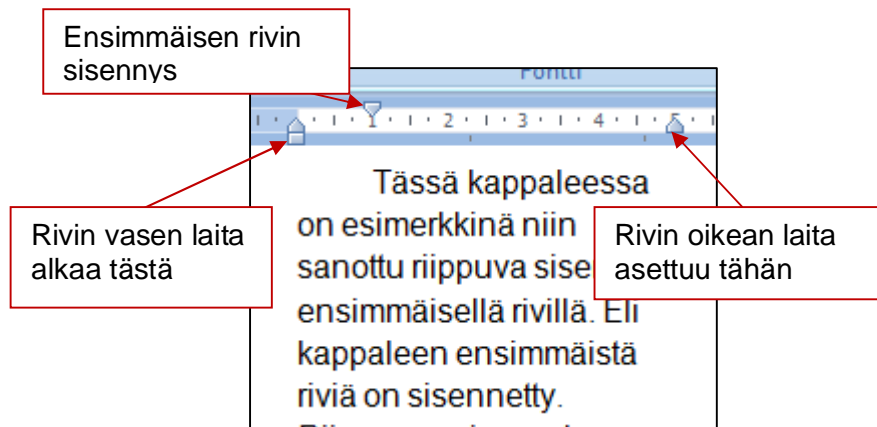 Ensimmäisen rivin
sisennys
Fontti
1 2 3 4 5
Tässä kappaleessa
on esimerkkinä niin
sanottu riippuva
ensimmäisellä rivillä. Eli
kappaleen ensimmäistä
riviä on sisennetty.
Rivin vasen laita
alkaa tästä
Rivin oikean laita
asettuu tähän